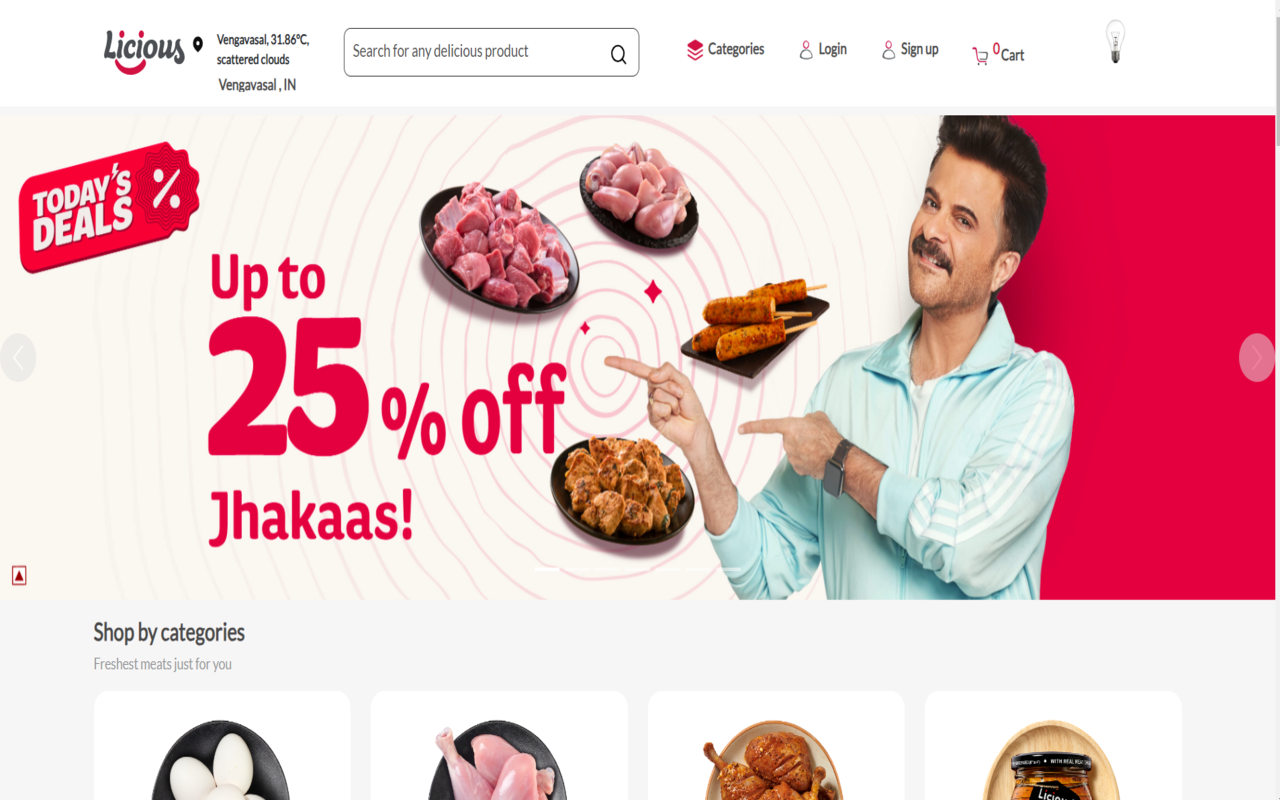 Licious
Vengavasal, 31.86°C,
scattered clouds
Vengavasal , IN
Search for any delicious product
Categories
Login
Sign up
0
Cart
TODAY'S
DEALS
%
Up to
25% off
Jhakaas!
Shop by categories
Freshest meats just for you